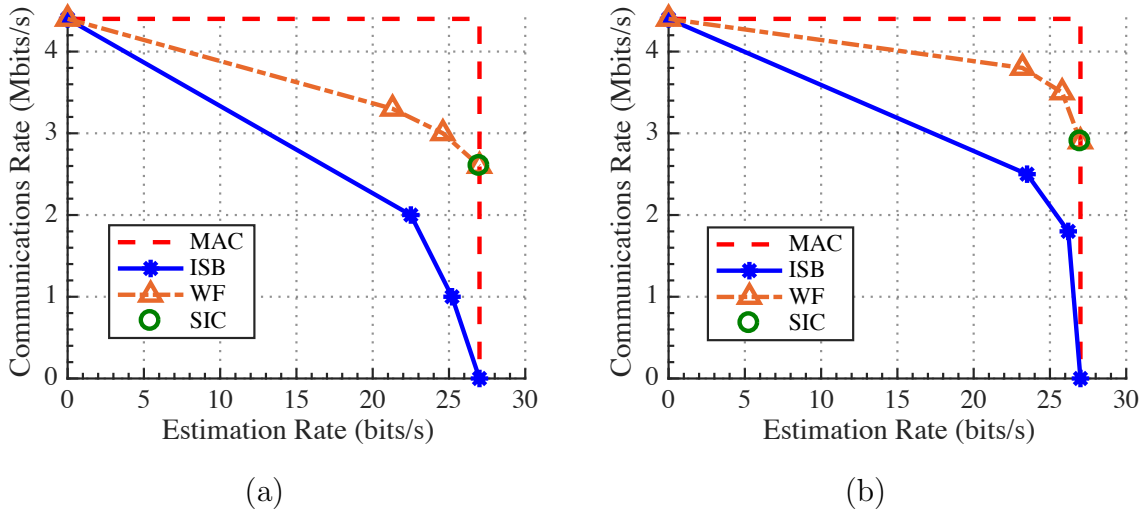 Communications Rate (Mbits/s)
4
3
2
1
0
MAC
ISB
WF
SIC
0 5 10 15 20 25 30
Estimation Rate (bits/s)
(a)
Communications Rate (Mbits/s)
4
3
2
1
0
MAC
ISB
WF
SIC
0 5 10 15 20 25 30
Estimation Rate (bits/s)
(b)